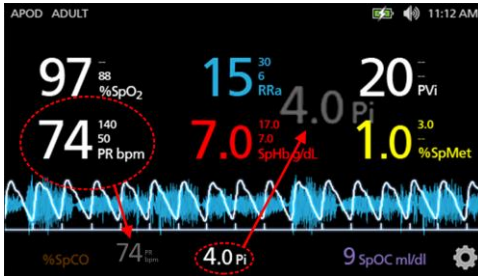 APOD ADULT 11:12 AM
97 -- 88 %SpO2
15 30 6 RRa
20 -- -- PVi
4.0 Pi
74 140 50 PR bpm
7.0 17.0 7.0 SpHb g/dL
1.0 3.0 -- %SpMet
%SpCO 74 PR bpm 4.0 Pi 9 SpOC ml/dl